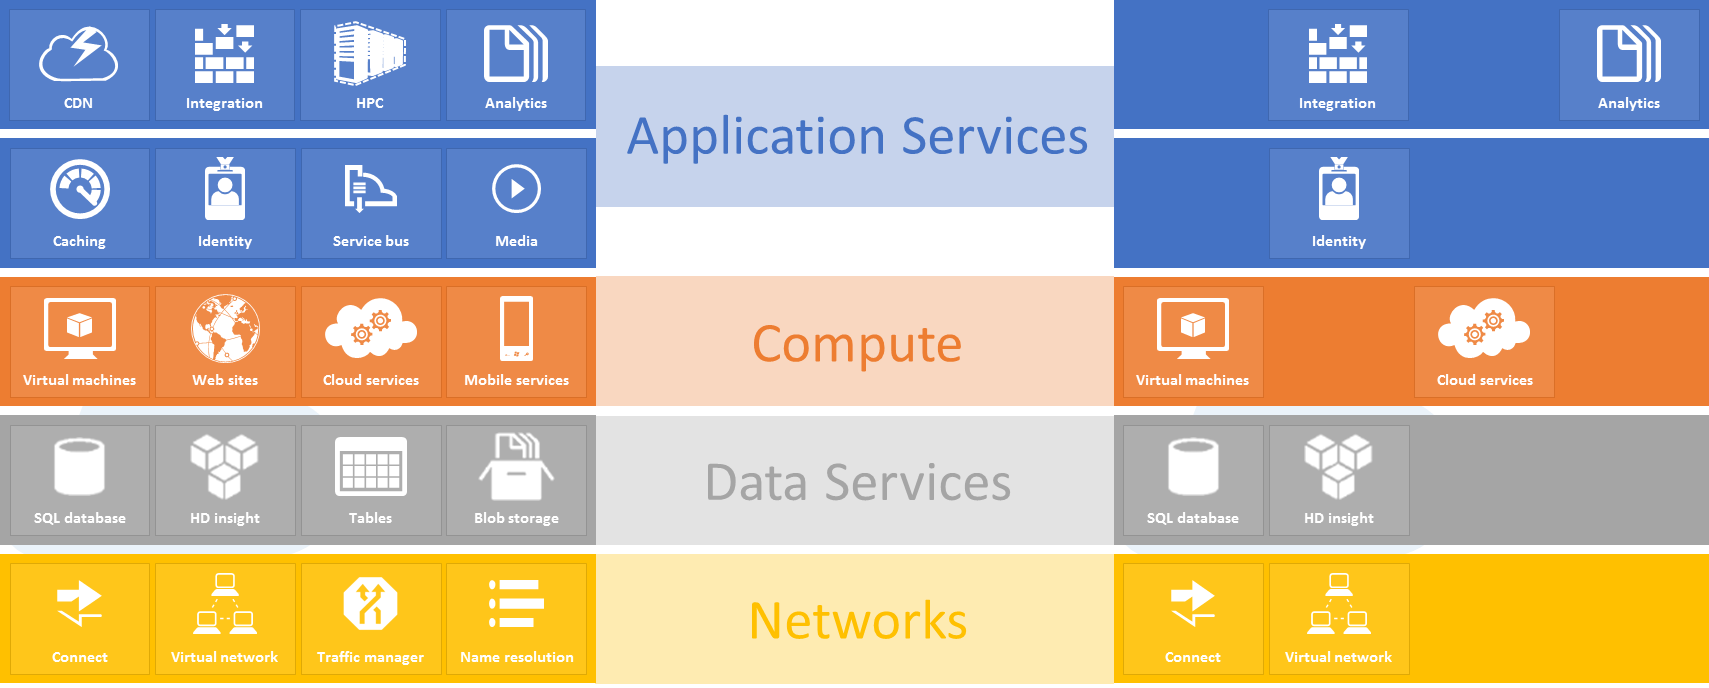 CDN
Integration
HPC
Analytics
Caching
Identity
Service bus
Media
Virtual machines
Web sites
Cloud services
Mobile services
SQL database
HD insight
Tables
Blob storage
Connect
Virtual network
Traffic manager
Name resolution
Application Services
Compute
Data Services
Networks
Integration
Analytics
Identity
Virtual machines
Cloud services
SQL database
HD insight
Connect
Virtual network